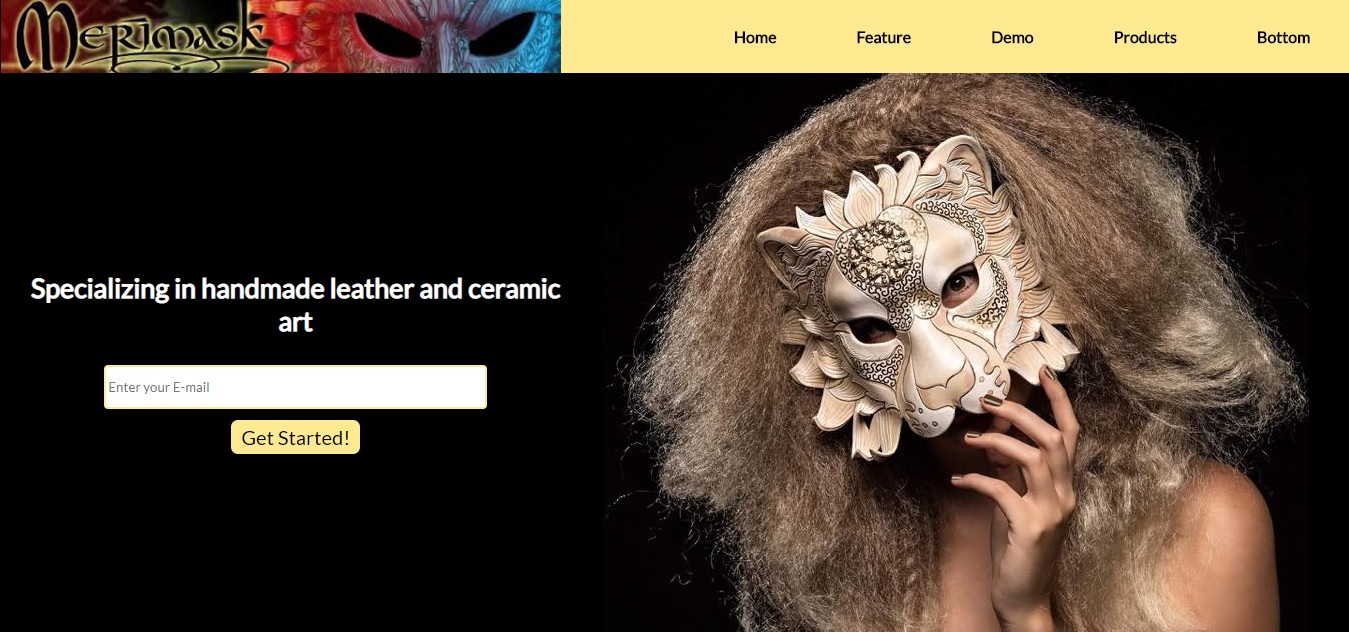 Merimask
Home
Feature
Demo
Products
Bottom
Specializing in handmade leather and ceramic
art
Enter your E-mail
Get Started!